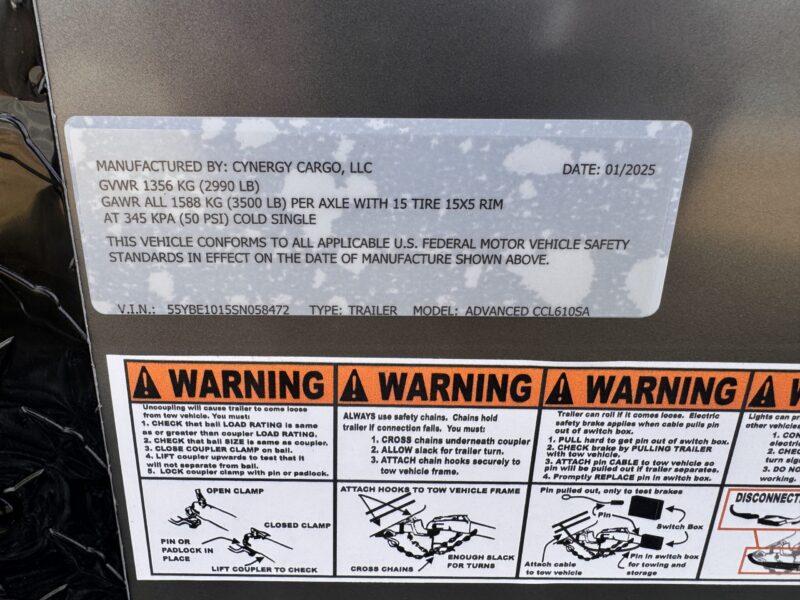 MANUFACTURED BY: CYNERGY CARGO, LLC DATE: 01/2025
GVWR 1356 KG (2990 LB)
GAWR ALL 1588 KG (3500 LB) PER AXLE WITH 15 TIRE 15X5 RIM
AT 345 KPA (50 PSI) COLD SINGLE
THIS VEHICLE CONFORMS TO ALL APPLICABLE U.S. FEDERAL MOTOR VEHICLE SAFETY
STANDARDS IN EFFECT ON THE DATE OF MANUFACTURE SHOWN ABOVE.
V.I.N.: 55YBE1015SN058472 TYPE: TRAILER MODEL: ADVANCED CCL610SA
WARNING
Uncoupling will cause trailer to come loose
from tow vehicle. You must:
1. CHECK that ball LOAD RATING is same
as or greater than coupler LOAD RATING.
2. CHECK that ball SIZE is same as coupler.
3. CLOSE COUPLER CLAMP on ball.
4. LIFT coupler upwards to test that it
will not separate from ball.
5. LOCK coupler clamp with pin or padlock.
OPEN CLAMP
CLOSED CLAMP
PIN OR
PADLOCK IN
PLACE
LIFT COUPLER TO CHECK
WARNING
ALWAYS use safety chains. Chains hold
trailer if connection fails. You must:
1. CROSS chains underneath coupler
2. ALLOW slack for trailer turn.
3. ATTACH chain hooks securely to
tow vehicle frame.
ATTACH HOOKS TO TOW VEHICLE FRAME
CROSS CHAINS
ENOUGH SLACK
FOR TURNS
WARNING
Trailer can roll if it comes loose. Electric
safety brake applies when cable pulls pin
out of switch box.
1. PULL hard to get pin out of switch box.
2. CHECK brake by PULLING TRAILER
with tow vehicle.
3. ATTACH pin CABLE to tow vehicle so
pin will be pulled out if trailer separates.
4. Promptly REPLACE pin in switch box.
Pin pulled out, only to test brakes
Pin
Switch Box
Attach cable
to tow vehicle
Pin in switch box
for towing and
storage
Lights can
other vehicles
electric
turn sig
3. DO NO
working.
DISCONNECT